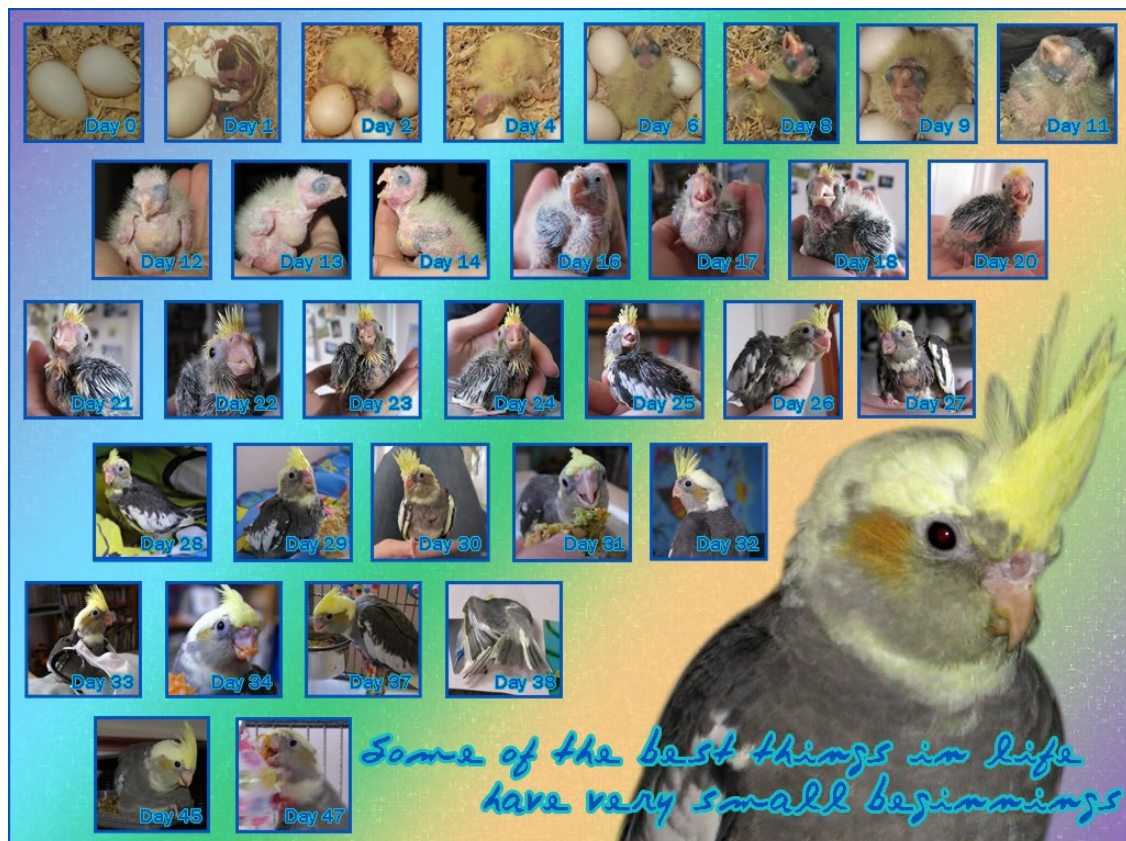 Day 0
Day 1
Day 2
Day 4
Day 6
Day 8
Day 9
Day 11
Day 12
Day 13
Day 14
Day 16
Day 17
Day 18
Day 20
Day 21
Day 22
Day 23
Day 24
Day 25
Day 26
Day 27
Day 28
Day 29
Day 30
Day 31
Day 32
Day 33
Day 34
Day 37
Day 38
Day 45
Day 47
Some of the best things in life
have very small beginnings